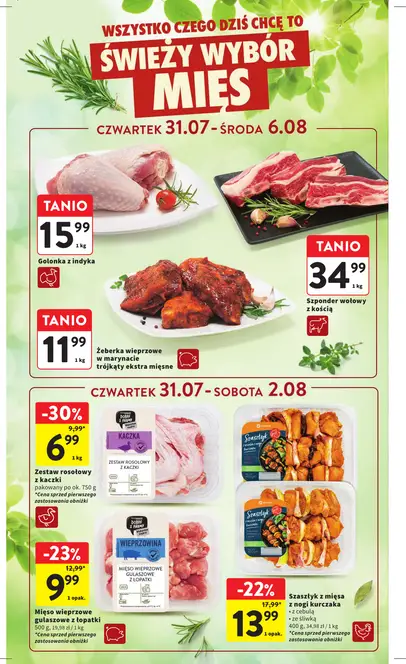 WSZYSTKO CZEGO DZIŚ CHCĘ TO
ŚWIEŻY WYBÓR
MIĘS
CZWARTEK 31.07 - ŚRODA 6.08
TANIO
15 99
1 kg
Golonka z indyka
TANIO
34 99
1 kg
Szponder wołowy
z kością
TANIO
11 99
1 kg
Żeberka wieprzowe
w marynacie
trójkąty ekstra mięsne
CZWARTEK 31.07 - SOBOTA 2.08
-30%
9,99*
6 99
1 kg
Zestaw rosołowy
z kaczki
pakowany po ok. 750 g
*Cena sprzed pierwszego
zastosowania obniżki
KACZKA
ZESTAW ROSOŁOWY
Z KACZKI
-23%
12,99*
9 99
1 opak.
Mięso wieprzowe
gulaszowe z łopatki
500 g, 19,98 zł / 1 kg
*Cena sprzed pierwszego
zastosowania obniżki
WIEPRZOWINA
MIĘSO WIEPRZOWE
GULASZOWE
Z ŁOPATKI
Szaszłyk
Szaszłyk
-22%
17,99*
13 99
1 opak.
Szaszłyk z mięsa
z nogi kurczaka
• z cebulą
• ze śliwką
400 g, 34,98 zł / 1 kg
*Cena sprzed pierwszego
zastosowania obniżki